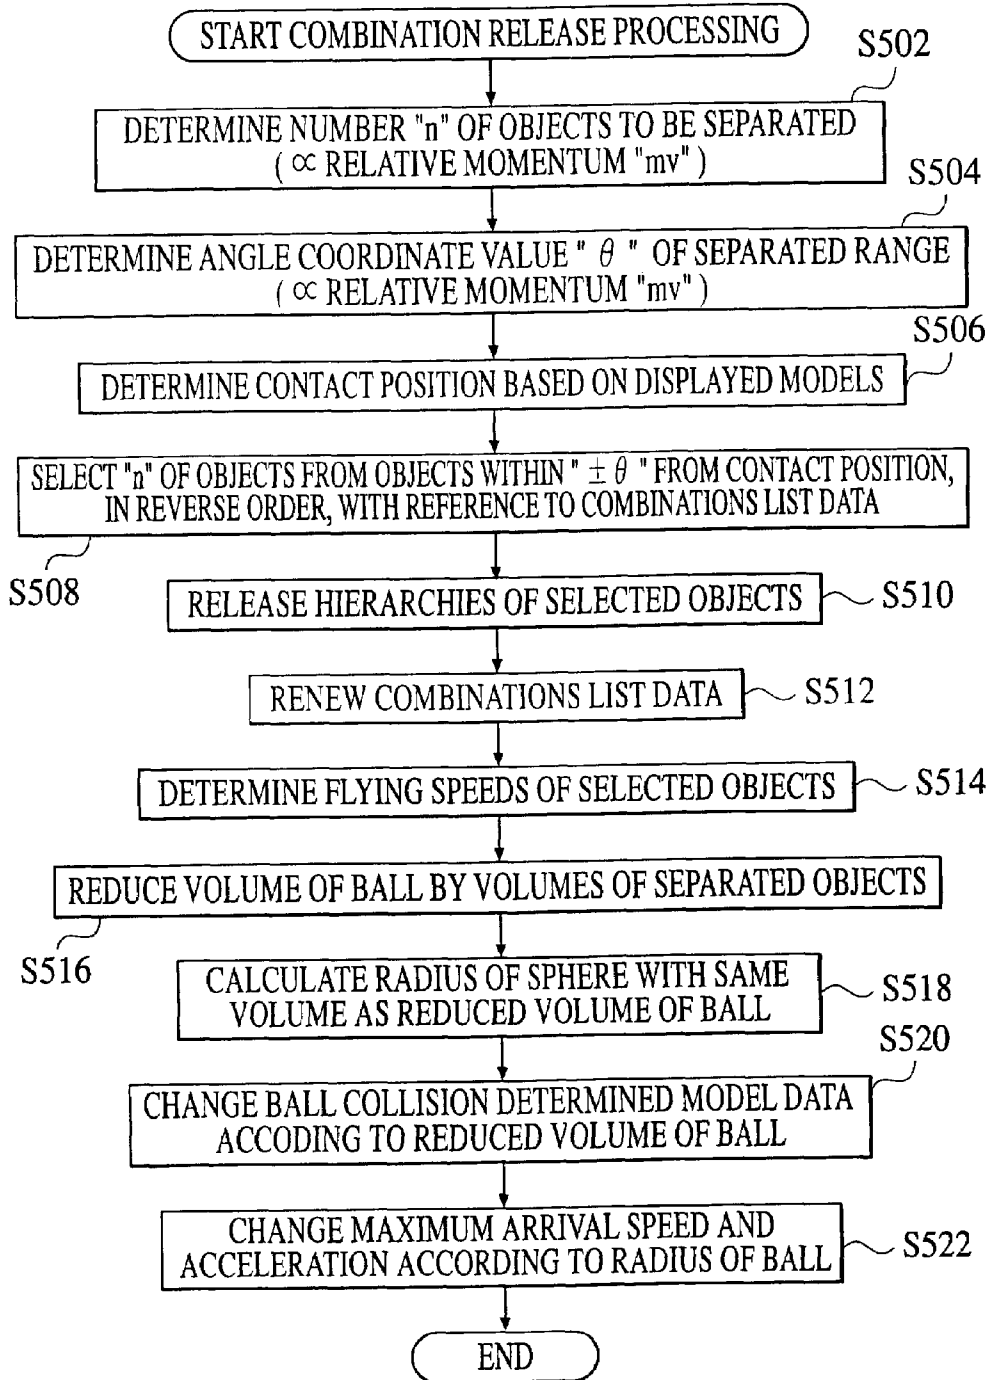 START COMBINATION RELEASE PROCESSING
S502
DETERMINE NUMBER "n" OF OBJECTS TO BE SEPARATED
( ∝ RELATIVE MOMENTUM "mv" )
S504
DETERMINE ANGLE COORDINATE VALUE " θ " OF SEPARATED RANGE
( ∝ RELATIVE MOMENTUM "mv" )
S506
DETERMINE CONTACT POSITION BASED ON DISPLAYED MODELS
SELECT "n" OF OBJECTS FROM OBJECTS WITHIN " ± θ " FROM CONTACT POSITION,
IN REVERSE ORDER, WITH REFERENCE TO COMBINATIONS LIST DATA
S508
RELEASE HIERARCHIES OF SELECTED OBJECTS
S510
RENEW COMBINATIONS LIST DATA
S512
DETERMINE FLYING SPEEDS OF SELECTED OBJECTS
S514
REDUCE VOLUME OF BALL BY VOLUMES OF SEPARATED OBJECTS
S516
CALCULATE RADIUS OF SPHERE WITH SAME
VOLUME AS REDUCED VOLUME OF BALL
S518
S520
CHANGE BALL COLLISION DETERMINED MODEL DATA
ACCODING TO REDUCED VOLUME OF BALL
CHANGE MAXIMUM ARRIVAL SPEED AND
ACCELERATION ACCORDING TO RADIUS OF BALL
S522
END